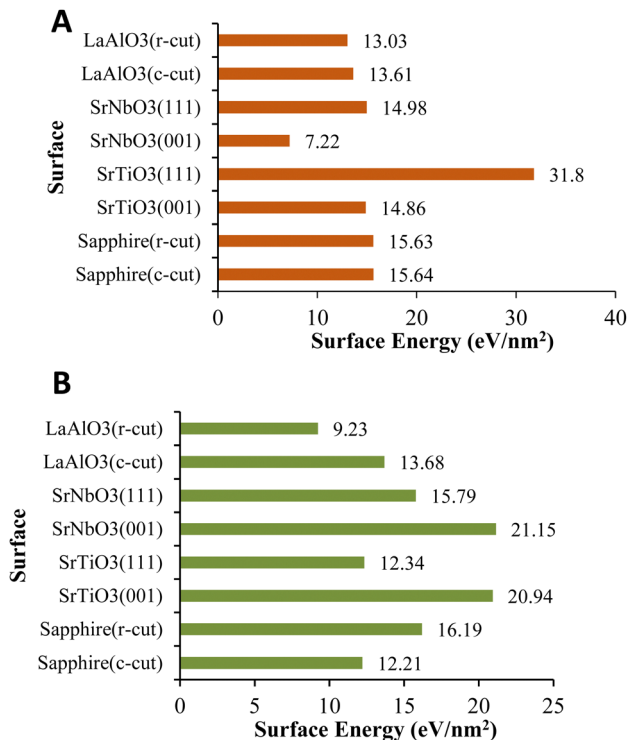 A
LaAlO3(r-cut) 13.03
LaAlO3(c-cut) 13.61
SrNbO3(111) 14.98
SrNbO3(001) 7.22
SrTiO3(111) 31.8
SrTiO3(001) 14.86
Sapphire(r-cut) 15.63
Sapphire(c-cut) 15.64
Surface
0 10 20 30 40
Surface Energy (eV/nm²)
B
LaAlO3(r-cut) 9.23
LaAlO3(c-cut) 13.68
SrNbO3(111) 15.79
SrNbO3(001) 21.15
SrTiO3(111) 12.34
SrTiO3(001) 20.94
Sapphire(r-cut) 16.19
Sapphire(c-cut) 12.21
Surface
0 5 10 15 20 25
Surface Energy (eV/nm²)